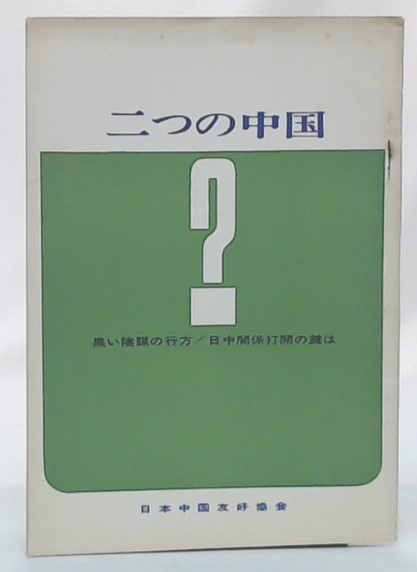 二つの中国
?
黒い陰謀の行方/日中関係打開の鍵は
日本中国友好協会